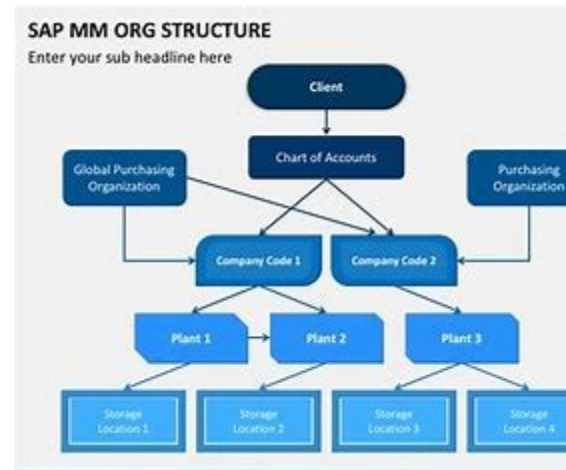 SAP MM ORG STRUCTURE
Enter your sub headline here
Client
Chart of Accounts
Global Purchasing
Organization
Purchasing
Organization
Company Code 1
Company Code 2
Plant 1
Plant 2
Plant 3
Storage
Location 1
Storage
Location 2
Storage
Location 3
Storage
Location 4